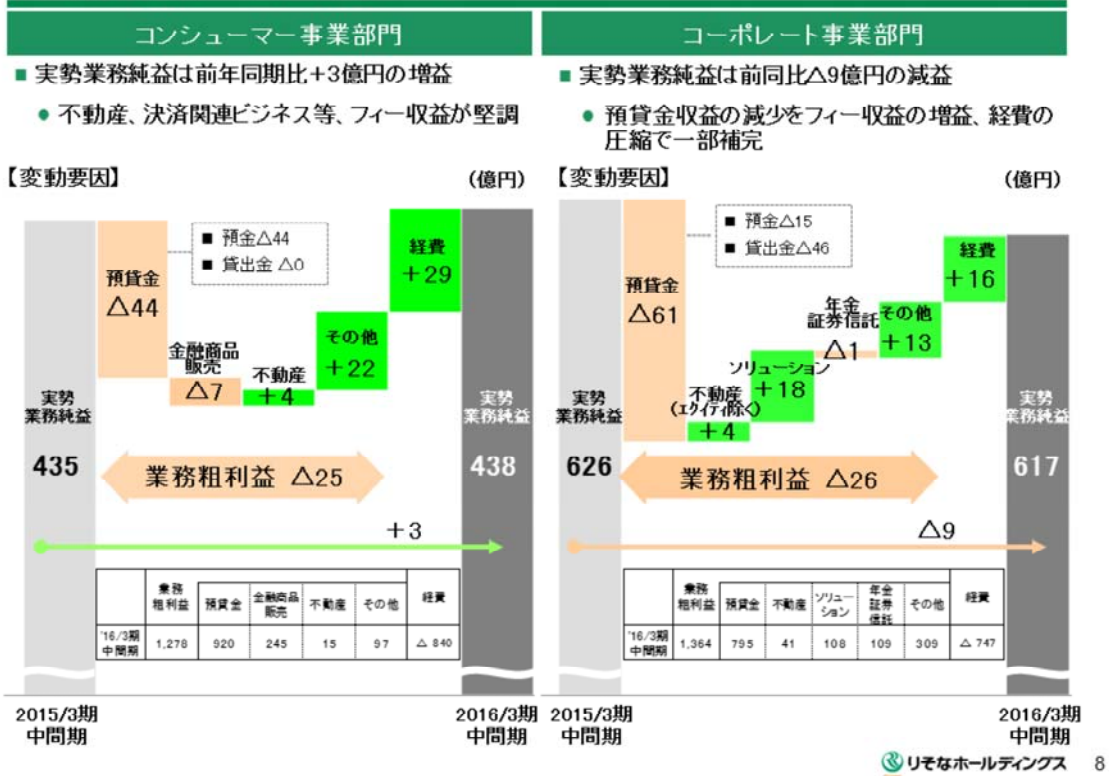 コンシューマー事業部門
■ 実勢業務純益は前年同期比+3億円の増益
● 不動産、決済関連ビジネス等、フィー収益が堅調
【変動要因】
(億円)
■ 預金△44
■ 貸出金 △0
預貸金
△44
金融商品
販売
△7
不動産
+4
その他
+22
経費
+29
実勢
業務純益
435
実勢
業務純益
438
業務粗利益 △25
+3
業務
粗利益 預貸金 金融商品
販売 不動産 その他 経費
'16/3期
中間期 1,278 920 245 15 97 △ 840
2015/3期
中間期
2016/3期
中間期
コーポレート事業部門
■ 実勢業務純益は前同比△9億円の減益
● 預貸金収益の減少をフィー収益の増益、経費の
圧縮で一部補完
【変動要因】
(億円)
■ 預金△15
■ 貸出金△46
預貸金
△61
不動産
(エクイティ除く)
+4
ソリューション
+18
年金
証券信託
△1
その他
+13
経費
+16
実勢
業務純益
626
実勢
業務純益
617
業務粗利益 △26
△9
業務
粗利益 預貸金 不動産 ソリュー
ション 年金
証券
信託 その他 経費
'16/3期
中間期 1,364 795 41 108 109 309 △ 747
2015/3期
中間期
2016/3期
中間期
りそなホールディングス 8